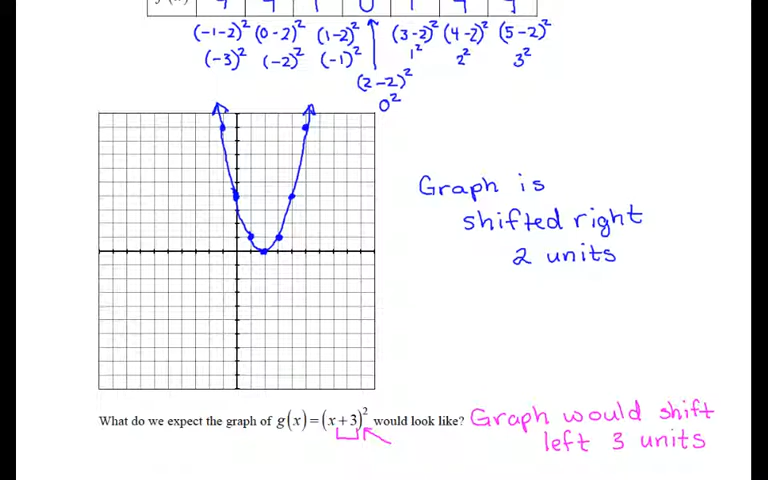 (-1-2)² (0-2)² (1-2)² (3-2)² (4-2)² (5-2)²
(-3)² (-2)² (-1)² 1² 2² 3²
(2-2)²
0²
Graph is
shifted right
2 units
What do we expect the graph of g(x)=(x+3)² would look like? Graph would shift
left 3 units